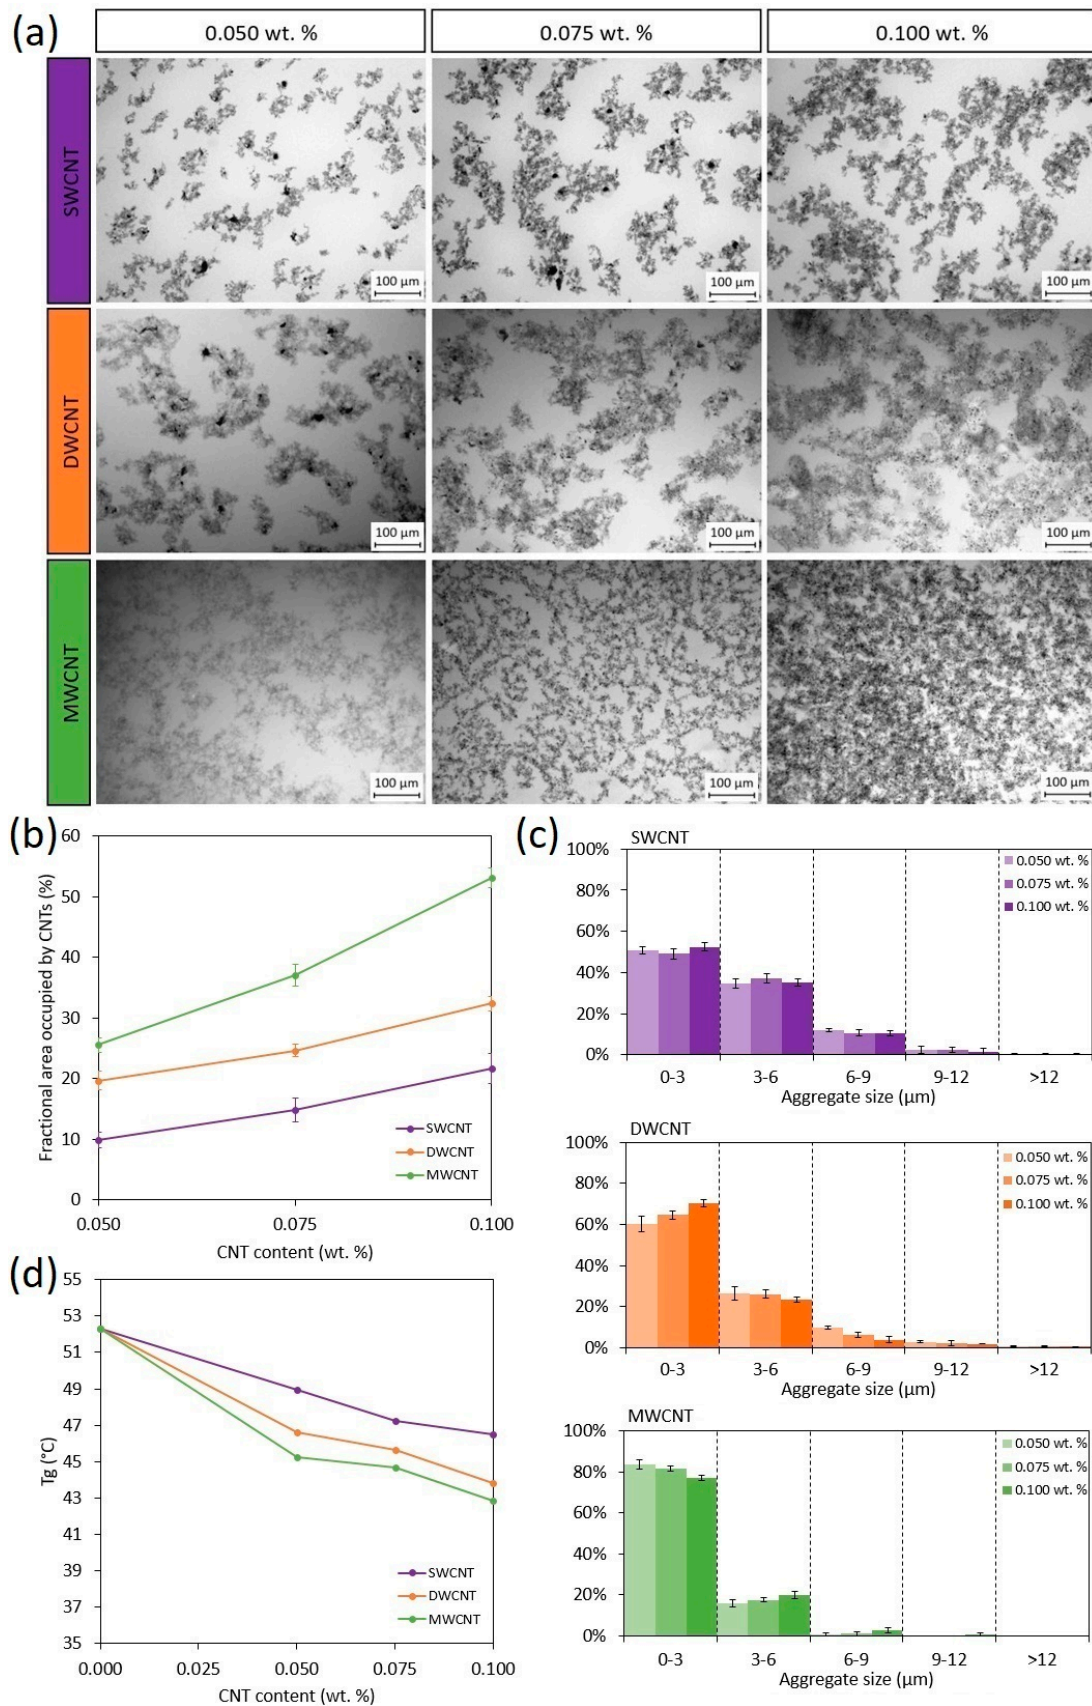 (a)
0.050 wt. %
0.075 wt. %
0.100 wt. %
SWCNT
100 µm
100 µm
100 µm
DWCNT
100 µm
100 µm
100 µm
MWCNT
100 µm
100 µm
100 µm
(b)
Fractional area occupied by CNTs (%)
60
50
40
30
20
10
0
SWCNT
DWCNT
MWCNT
0.050
0.075
0.100
CNT content (wt. %)
(c)
SWCNT
100%
80%
60%
40%
20%
0%
0.050 wt. %
0.075 wt. %
0.100 wt. %
0-3
3-6
6-9
9-12
>12
Aggregate size (µm)
DWCNT
100%
80%
60%
40%
20%
0%
0.050 wt. %
0.075 wt. %
0.100 wt. %
0-3
3-6
6-9
9-12
>12
Aggregate size (µm)
MWCNT
100%
80%
60%
40%
20%
0%
0.050 wt. %
0.075 wt. %
0.100 wt. %
0-3
3-6
6-9
9-12
>12
Aggregate size (µm)
(d)
Tg (°C)
55
53
51
49
47
45
43
41
39
37
35
SWCNT
DWCNT
MWCNT
0.000
0.025
0.050
0.075
0.100
CNT content (wt. %)